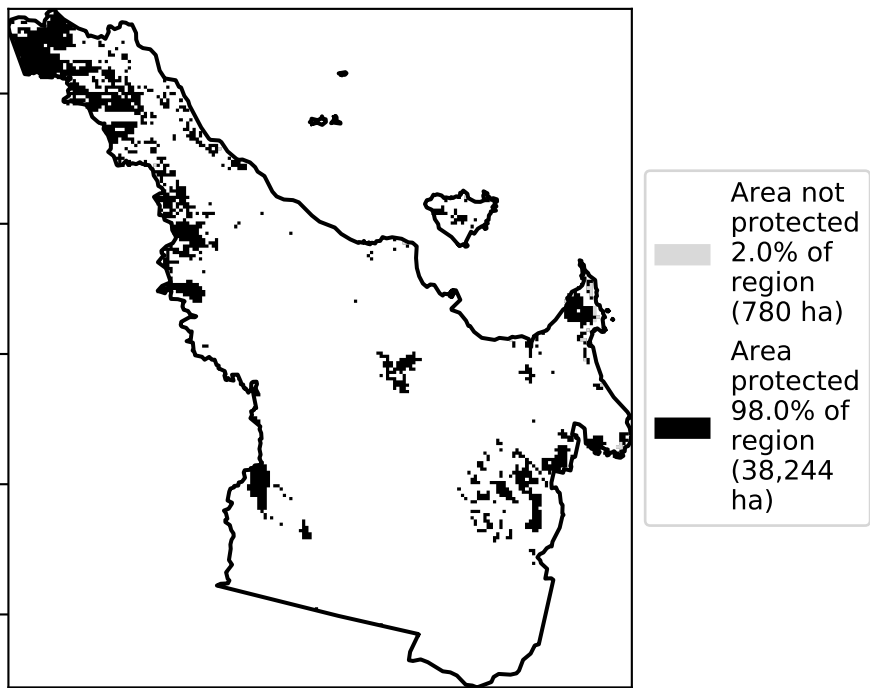 Area not
protected
2.0% of
region
(780 ha)
Area
protected
98.0% of
region
(38,244
ha)